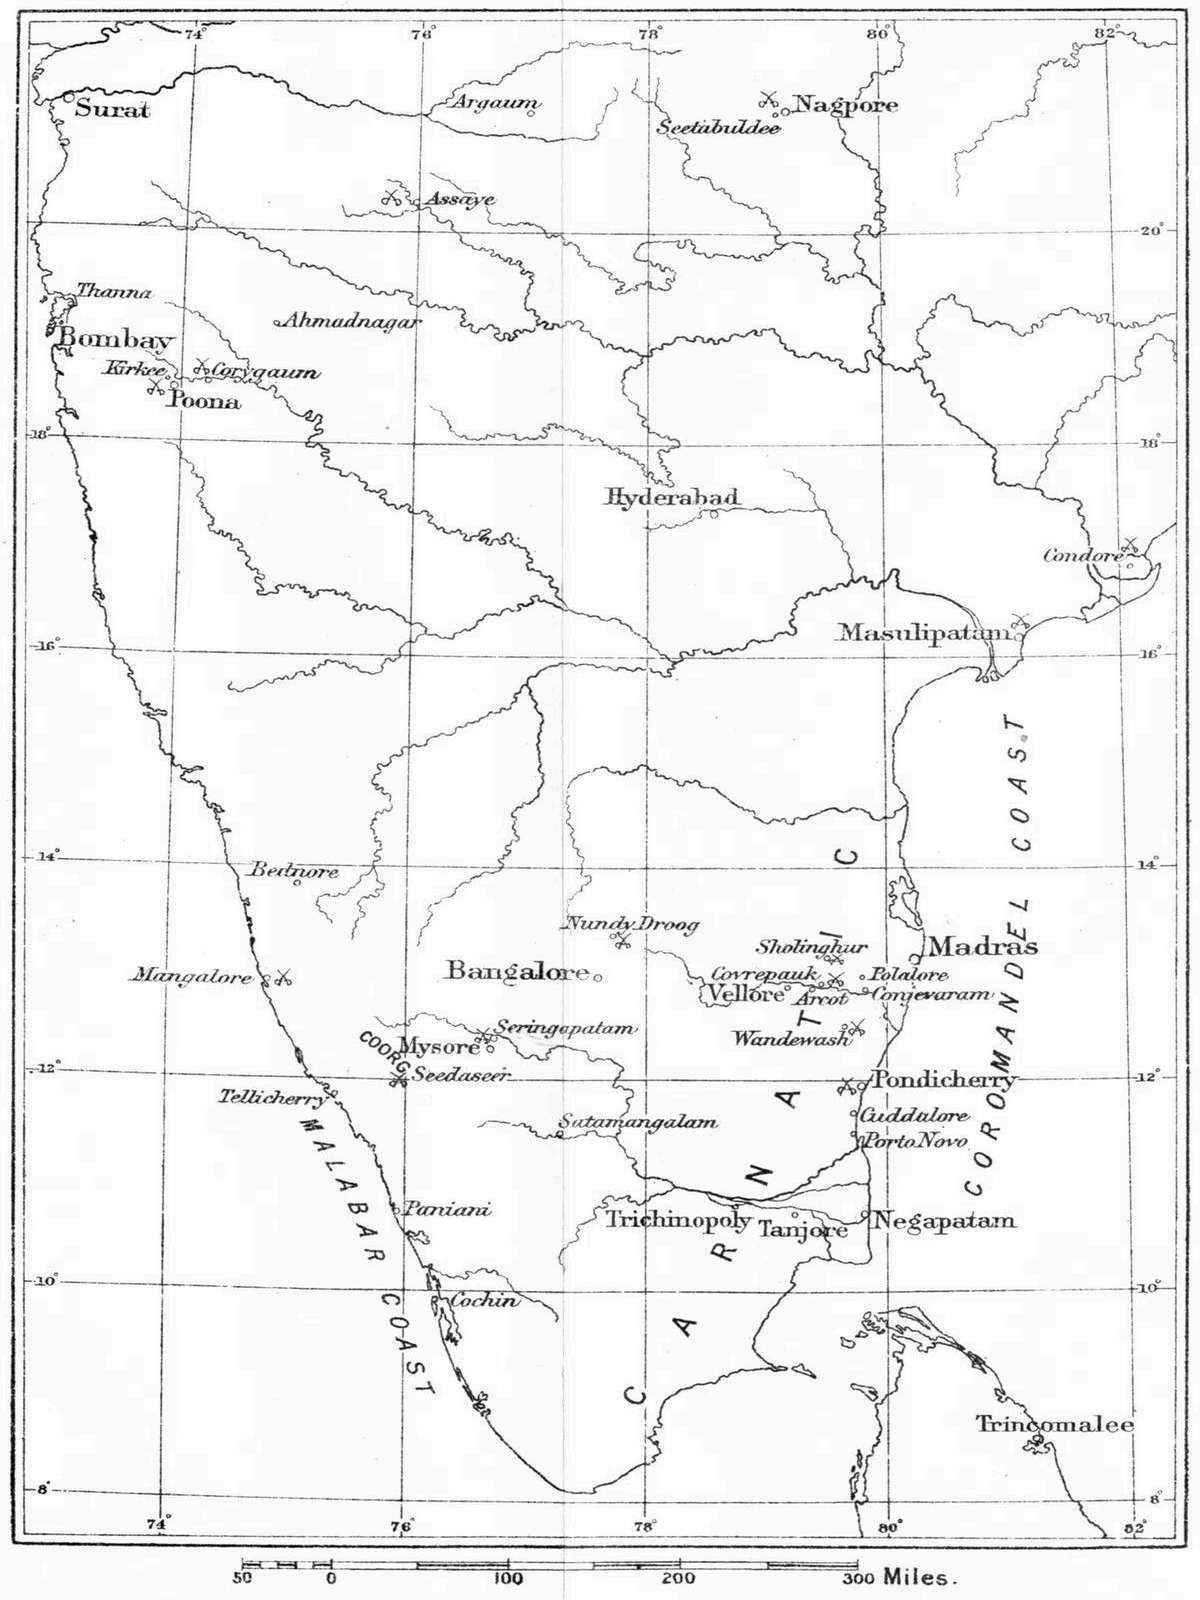 74° 76° 78° 80° 82°
Surat
Argaum
Nagpore
Seetabuldee
Assaye
20°
Thanna
Ahmadnagar
Bombay
Kirkee
Corygaum
Poona
18° 18°
Hyderabad
Condore
Masulipatam
16° 16°
COROMANDEL COAST
14° 14°
Bednore
Nundy Droog
Sholinghur
Madras
Mangalore
Bangalore
Covrepauk
Polalore
Vellore
Arcot
Conjevaram
Seringapatam
Wandewash
COORG
Mysore
Seedaseer
12° 12°
Pondicherry
Tellicherry
Cuddalore
Satamangalam
Porto Novo
MALABAR COAST
CARNATIC
Paniani
Trichinopoly
Tanjore
Negapatam
10° 10°
Cochin
Trincomalee
8° 8°
74° 76° 78° 80° 82°
50 0 100 200 300 Miles.